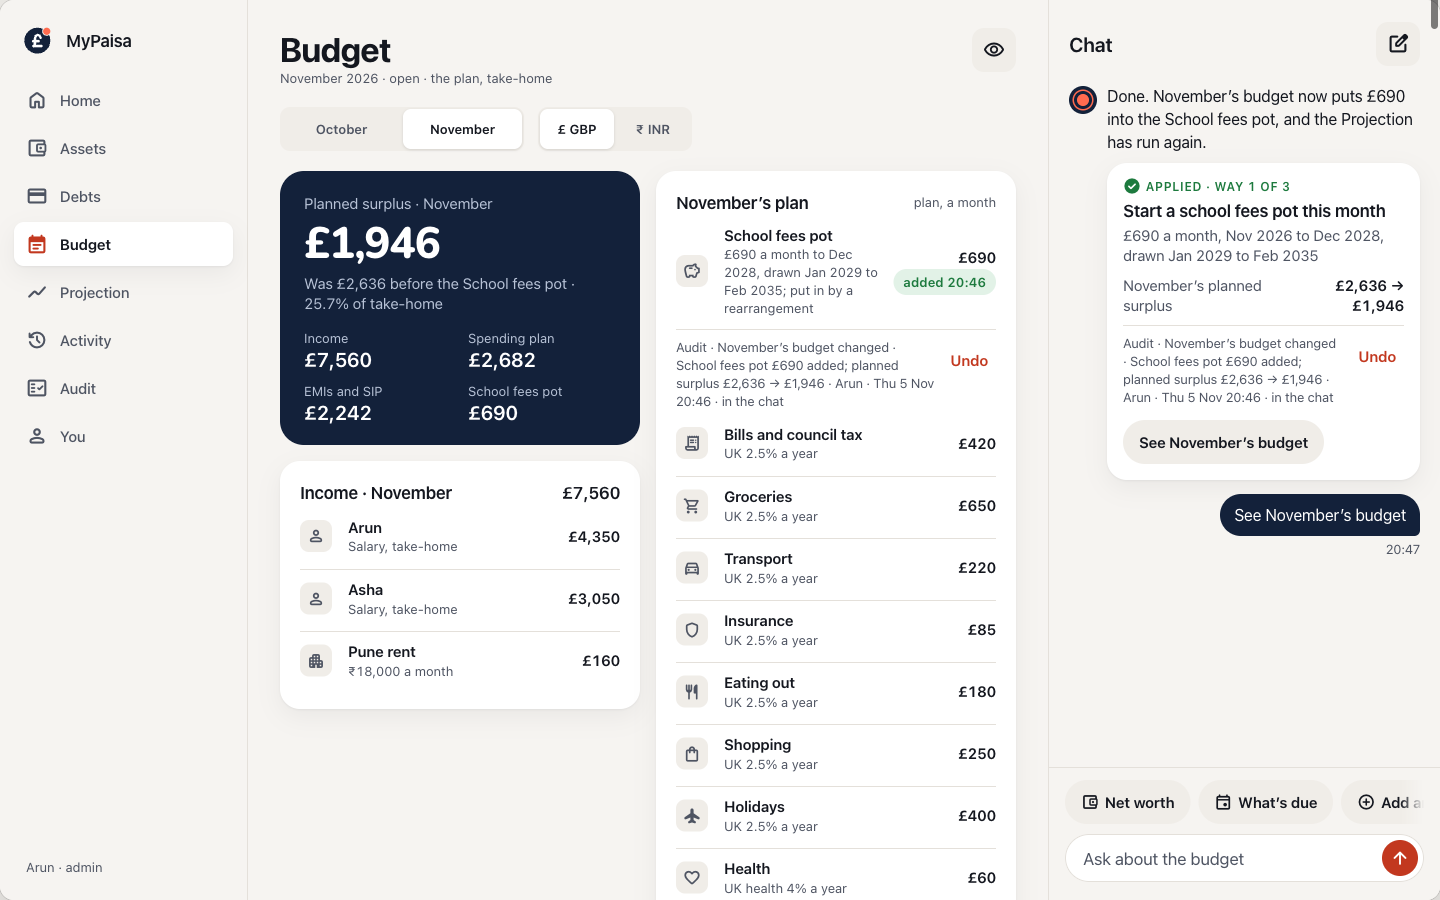 MyPaisa
Home
Assets
Debts
Budget
Projection
Activity
Audit
You
Arun · admin
Budget
November 2026 · open · the plan, take-home
October
November
£ GBP
₹ INR
Planned surplus · November
£1,946
Was £2,636 before the School fees pot ·
25.7% of take-home
Income
£7,560
Spending plan
£2,682
EMIs and SIP
£2,242
School fees pot
£690
Income · November
£7,560
Arun
Salary, take-home
£4,350
Asha
Salary, take-home
£3,050
Pune rent
₹18,000 a month
£160
November’s plan
plan, a month
School fees pot
£690 a month to Dec
2028, drawn Jan 2029 to
Feb 2035; put in by a
rearrangement
£690
added 20:46
Audit · November’s budget changed ·
School fees pot £690 added; planned
surplus £2,636 → £1,946 · Arun · Thu 5 Nov
20:46 · in the chat
Undo
Bills and council tax
UK 2.5% a year
£420
Groceries
UK 2.5% a year
£650
Transport
UK 2.5% a year
£220
Insurance
UK 2.5% a year
£85
Eating out
UK 2.5% a year
£180
Shopping
UK 2.5% a year
£250
Holidays
UK 2.5% a year
£400
Health
UK health 4% a year
£60
Chat
Done. November’s budget now puts £690
into the School fees pot, and the Projection
has run again.
APPLIED · WAY 1 OF 3
Start a school fees pot this month
£690 a month, Nov 2026 to Dec 2028,
drawn Jan 2029 to Feb 2035
November’s planned
surplus
£2,636 →
£1,946
Audit · November’s budget changed
· School fees pot £690 added;
planned surplus £2,636 → £1,946 ·
Arun · Thu 5 Nov 20:46 · in the chat
Undo
See November’s budget
See November’s budget
20:47
Net worth
What’s due
Add
Ask about the budget